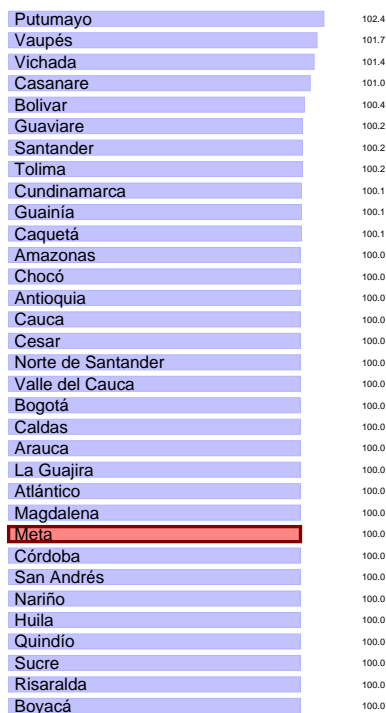 Putumayo 102.4
Vaupés 101.7
Vichada 101.4
Casanare 101.0
Bolivar 100.4
Guaviare 100.2
Santander 100.2
Tolima 100.2
Cundinamarca 100.1
Guainía 100.1
Caquetá 100.1
Amazonas 100.0
Chocó 100.0
Antioquia 100.0
Cauca 100.0
Cesar 100.0
Norte de Santander 100.0
Valle del Cauca 100.0
Bogotá 100.0
Caldas 100.0
Arauca 100.0
La Guajira 100.0
Atlántico 100.0
Magdalena 100.0
Meta 100.0
Córdoba 100.0
San Andrés 100.0
Nariño 100.0
Huila 100.0
Quindío 100.0
Sucre 100.0
Risaralda 100.0
Boyacá 100.0